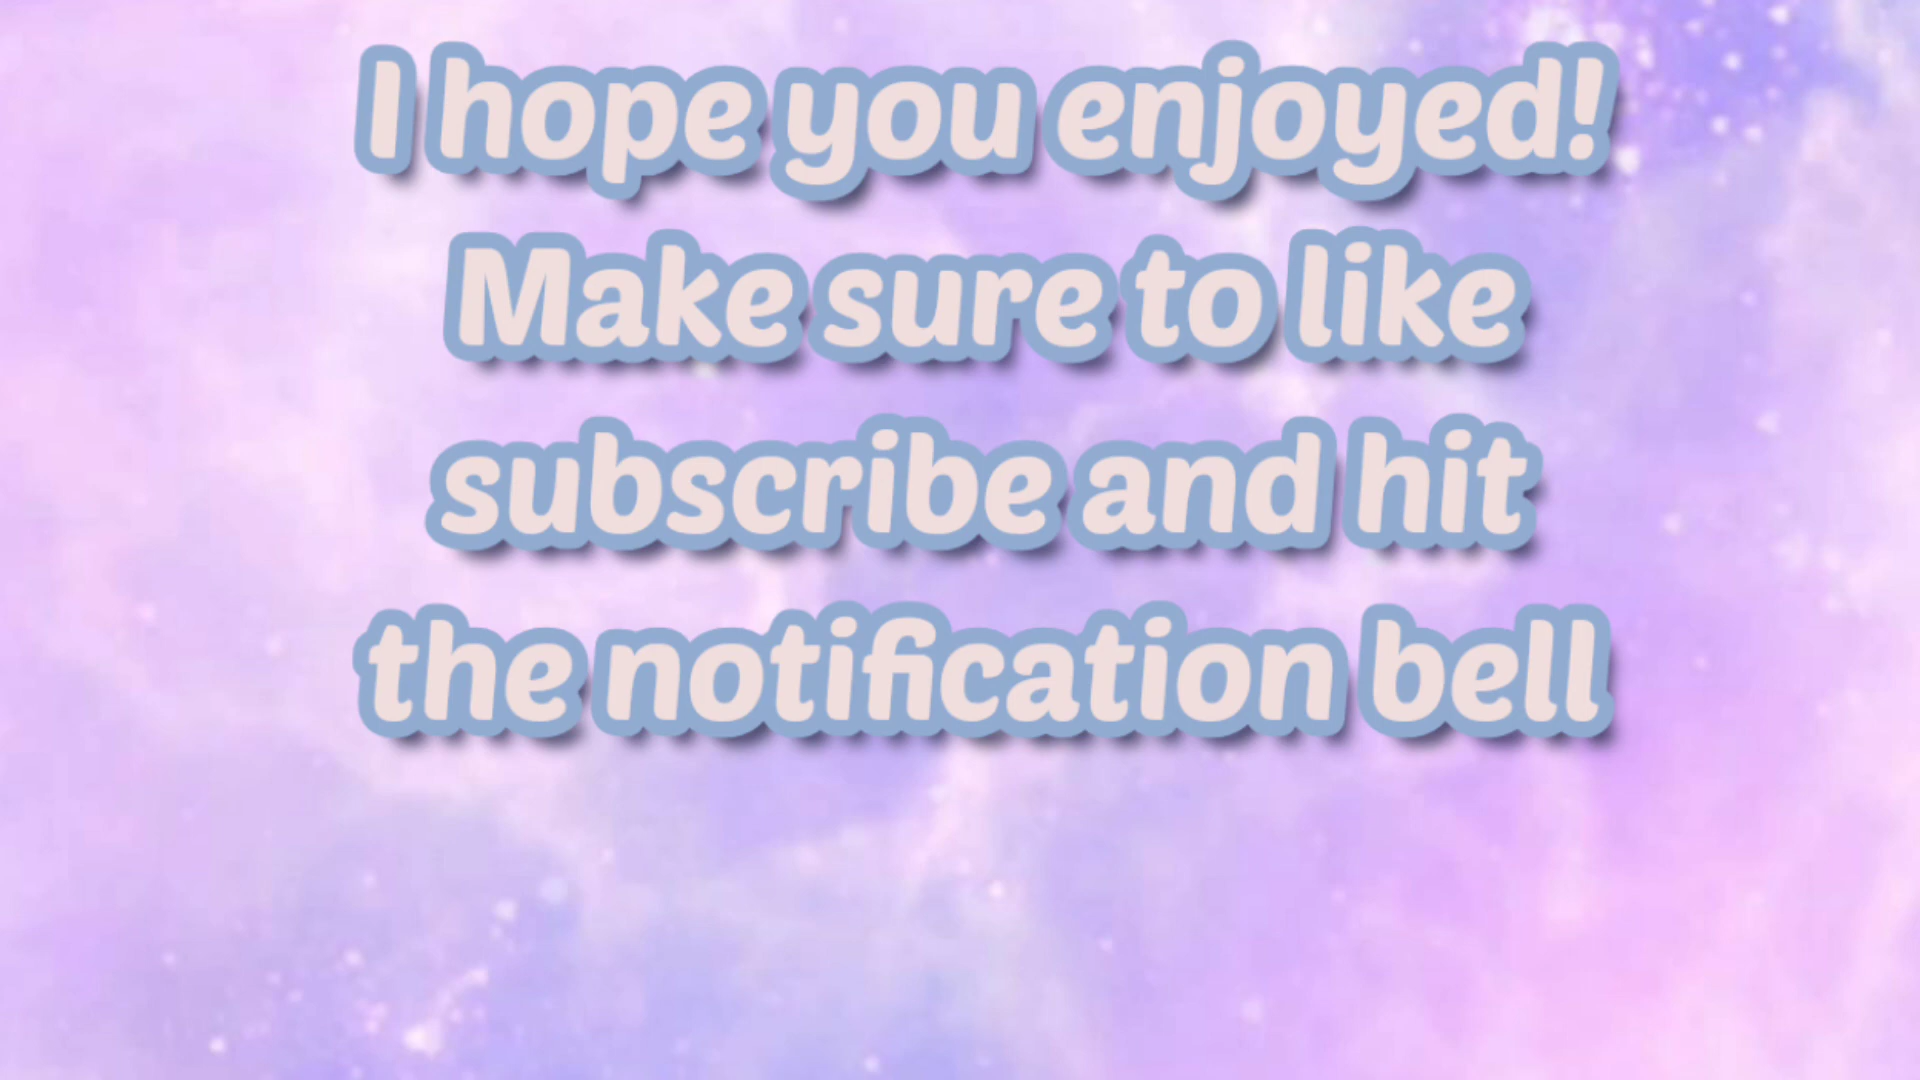 I hope you enjoyed!
Make sure to like
subscribe and hit
the notification bell